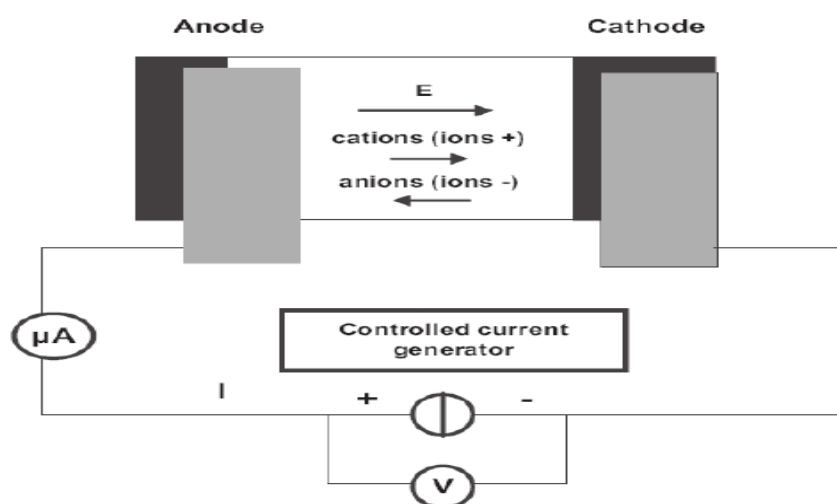 Anode
Cathode
E
cations (ions +)
anions (ions -)
μA
Controlled current
generator
I
+
-
V